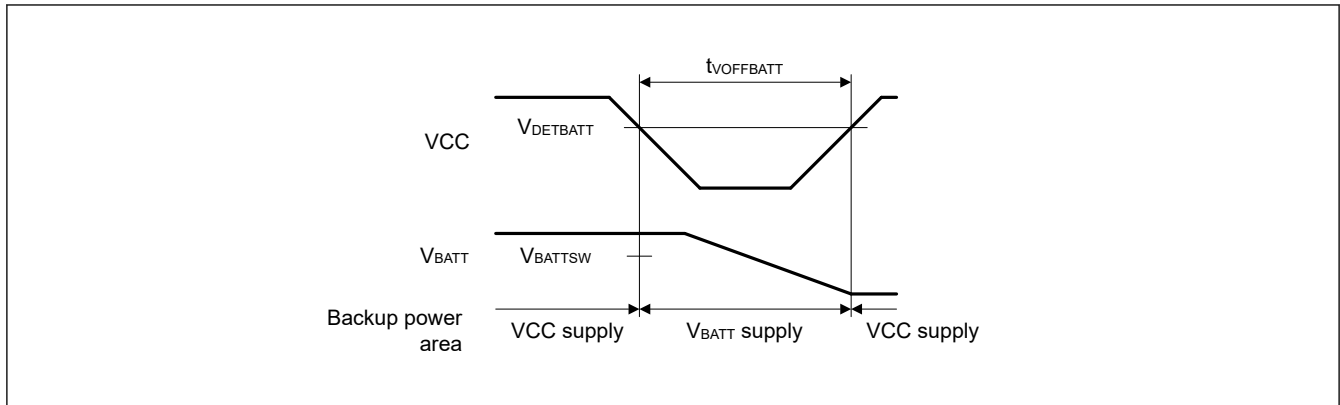 tVOFFBATT
VCC
VDETBATT
VBATT
VBATTSW
Backup power
area
VCC supply
VBATT supply
VCC supply